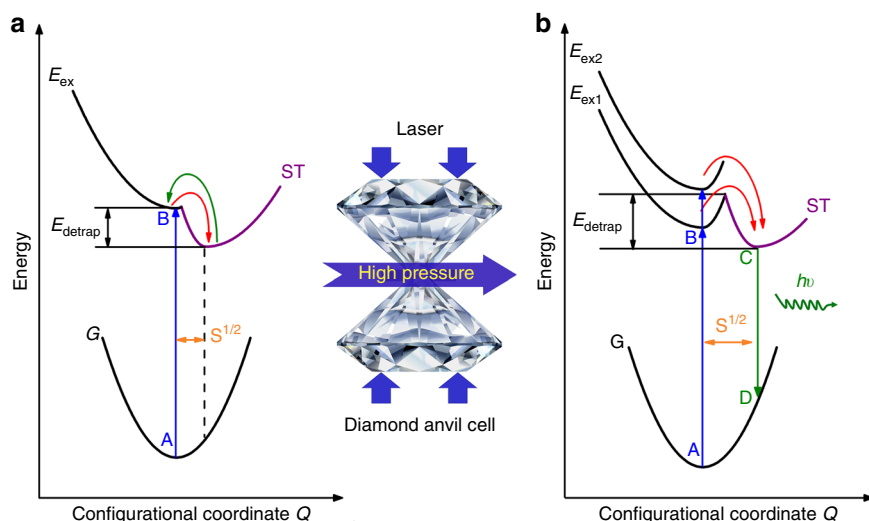 a
E_ex
ST
B
E_detrap
Energy
G
S^1/2
A
Configurational coordinate Q
Laser
High pressure
Diamond anvil cell
b
E_ex2
E_ex1
ST
E_detrap
B
C
Energy
hυ
S^1/2
G
D
A
Configurational coordinate Q